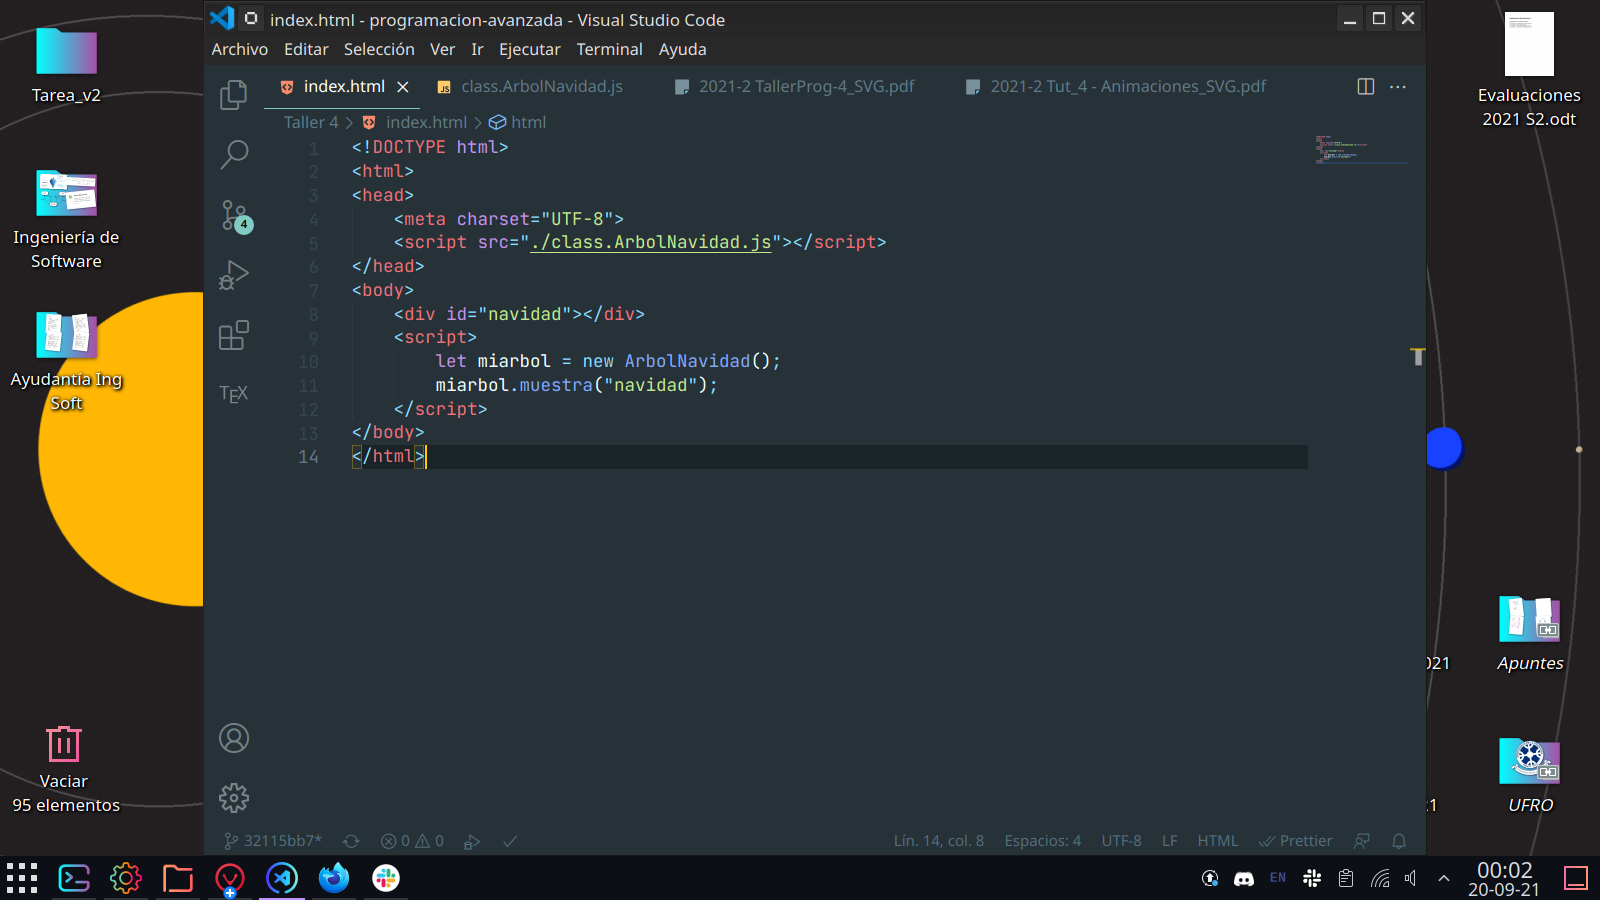 index.html - programacion-avanzada - Visual Studio Code
Archivo Editar Selección Ver Ir Ejecutar Terminal Ayuda
index.html class.ArbolNavidad.js 2021-2 TallerProg-4_SVG.pdf 2021-2 Tut_4 - Animaciones_SVG.pdf
Taller 4 > index.html > html
1 <!DOCTYPE html>
2 <html>
3 <head>
4 <meta charset="UTF-8">
5 <script src="./class.ArbolNavidad.js"></script>
6 </head>
7 <body>
8 <div id="navidad"></div>
9 <script>
10 let miarbol = new ArbolNavidad();
11 miarbol.muestra("navidad");
12 </script>
13 </body>
14 </html>
4
TEX
32115bb7* 0 0 Lín. 14, col. 8 Espacios: 4 UTF-8 LF HTML Prettier
Tarea_v2
Ingeniería de
Software
Ayudantía Ing
Soft
Vaciar
95 elementos
Evaluaciones
2021 S2.odt
021
Apuntes
21
UFRO
EN
00:02
20-09-21